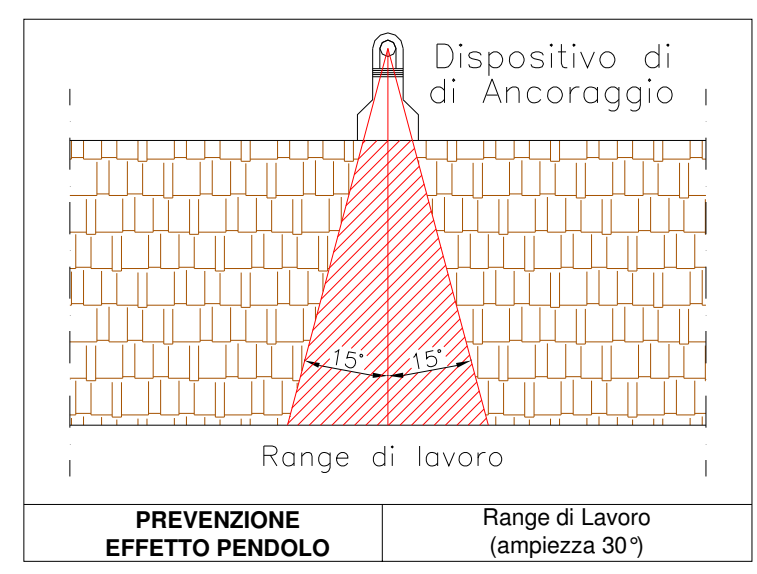 Dispositivo di
di Ancoraggio
15°
15°
Range di lavoro
PREVENZIONE
EFFETTO PENDOLO
Range di Lavoro
(ampiezza 30°)